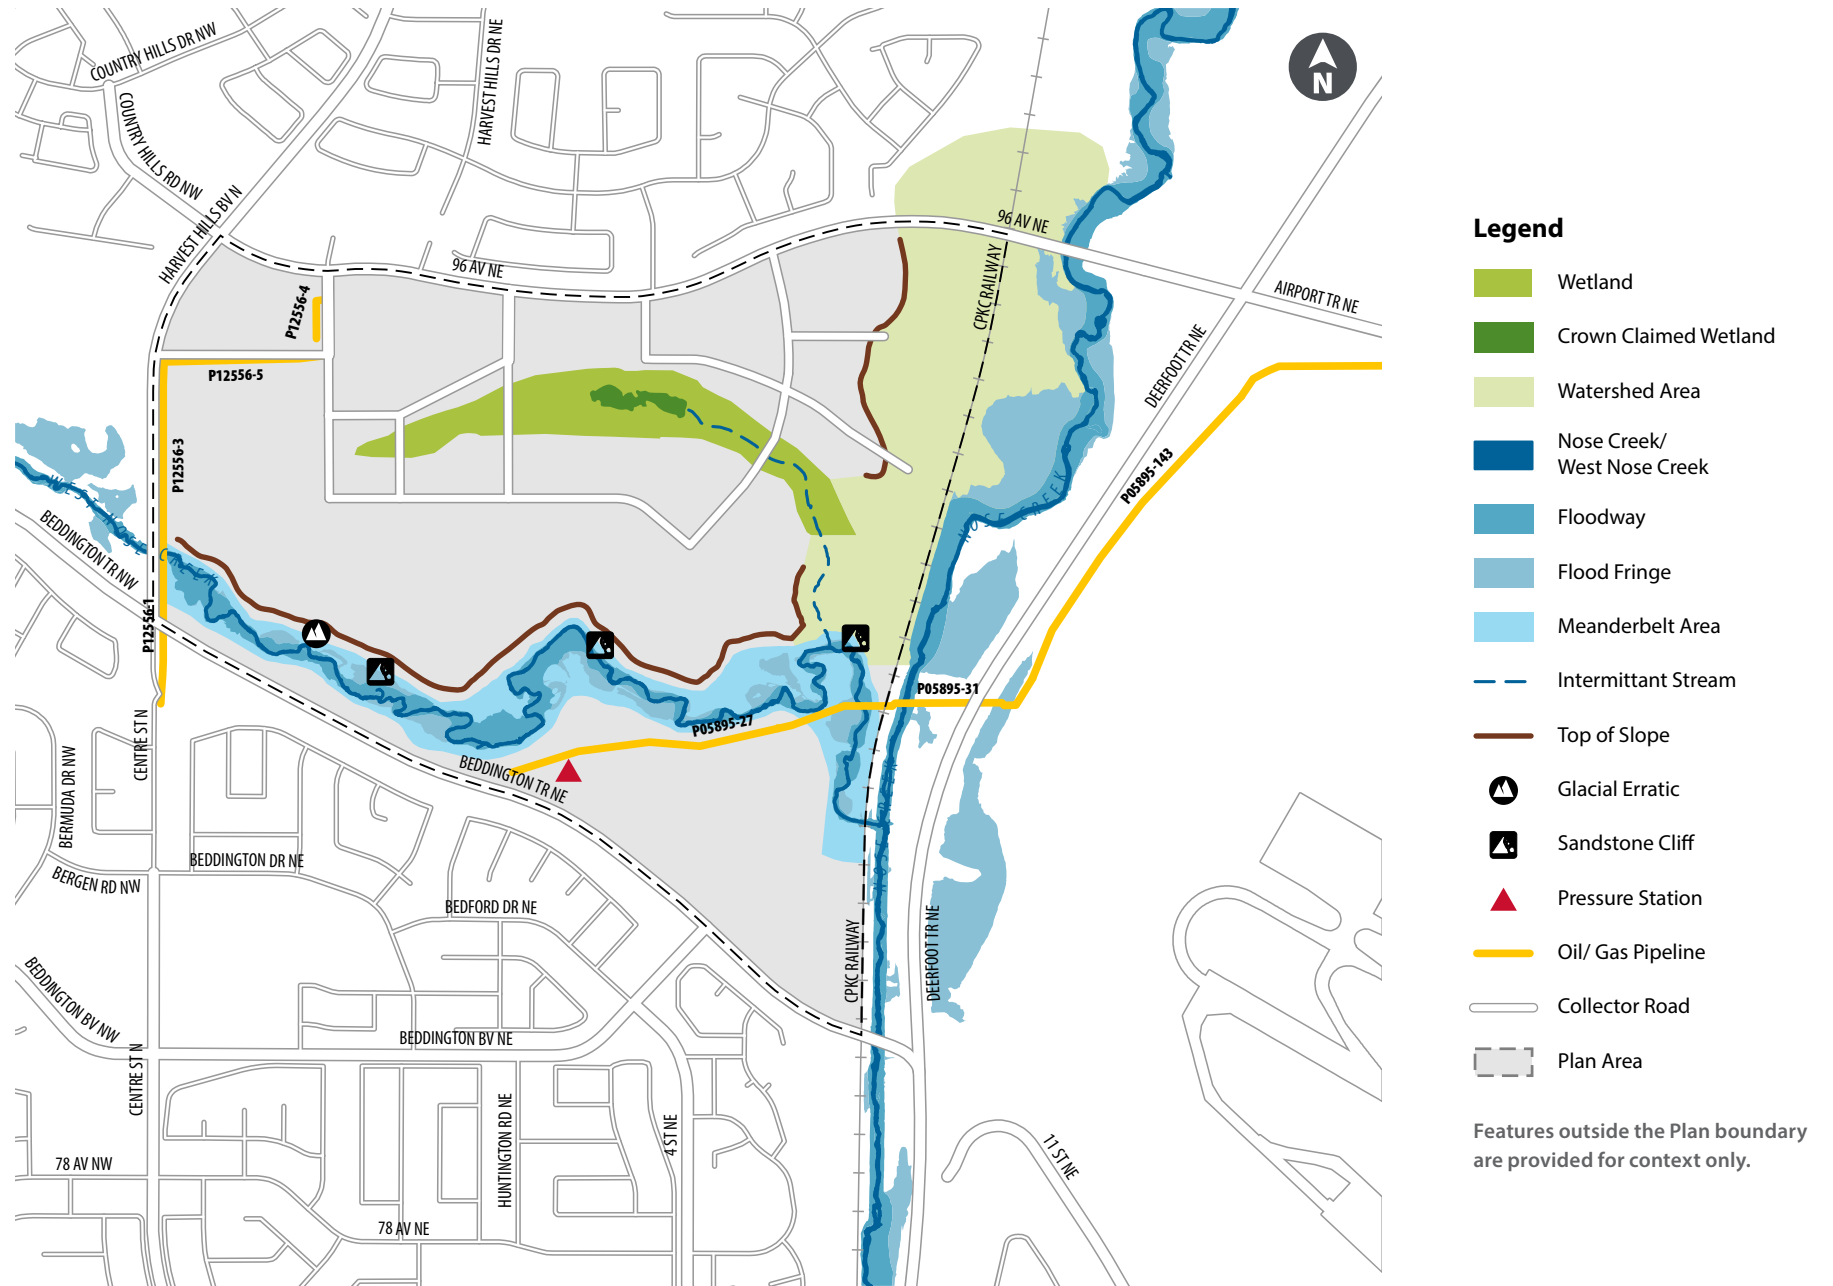 COUNTRY HILLS DR NW
HARVEST HILLS DR NE
N
COUNTRY HILLS RD NW
HARVEST HILLS BV N
96 AV NE
96 AV NE
CPKC RAILWAY
AIRPORT TR NE
DEERFOOT TR NE
P12556-4
P12556-5
P12556-3
P05895-143
WEST NOSE CREEK
NOSE CREEK
BEDDINGTON TR NW
P12556-1
P05895-31
P05895-27
CENTRE ST N
BERMUDA DR NW
BEDDINGTON TR NE
NOSE CREEK
BEDDINGTON DR NE
BERGEN RD NW
BEDFORD DR NE
CPKC RAILWAY
DEERFOOT TR NE
BEDDINGTON BV NW
BEDDINGTON BV NE
CENTRE ST N
HUNTINGTON RD NE
4 ST NE
11 ST NE
78 AV NW
78 AV NE
Legend
Wetland
Crown Claimed Wetland
Watershed Area
Nose Creek/
West Nose Creek
Floodway
Flood Fringe
Meanderbelt Area
Intermittant Stream
Top of Slope
Glacial Erratic
Sandstone Cliff
Pressure Station
Oil/ Gas Pipeline
Collector Road
Plan Area
Features outside the Plan boundary
are provided for context only.